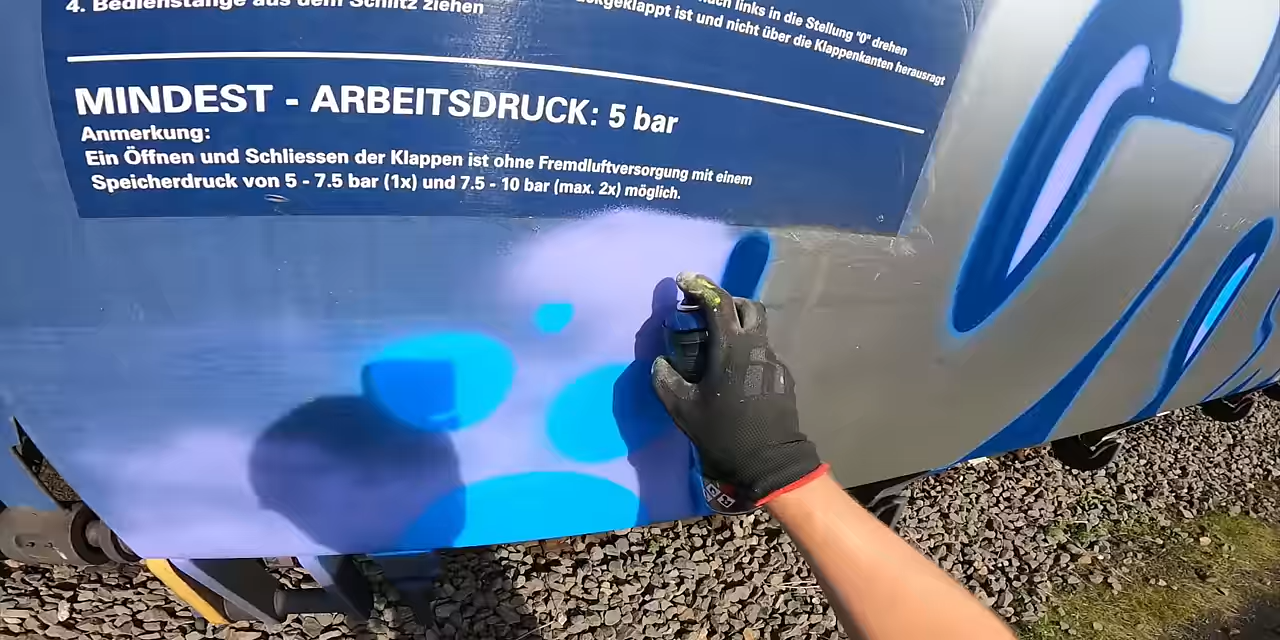 4. Bedienstange aus dem Schlitz ziehen
nach links in die Stellung "0" drehen
ist und nicht über die Klappenkanten herausragt
MINDEST - ARBEITSDRUCK: 5 bar
Anmerkung:
Ein Öffnen und Schliessen der Klappen ist ohne Fremdluftversorgung mit einem
Speicherdruck von 5 - 7.5 bar (1x) und 7.5 - 10 bar (max. 2x) möglich.